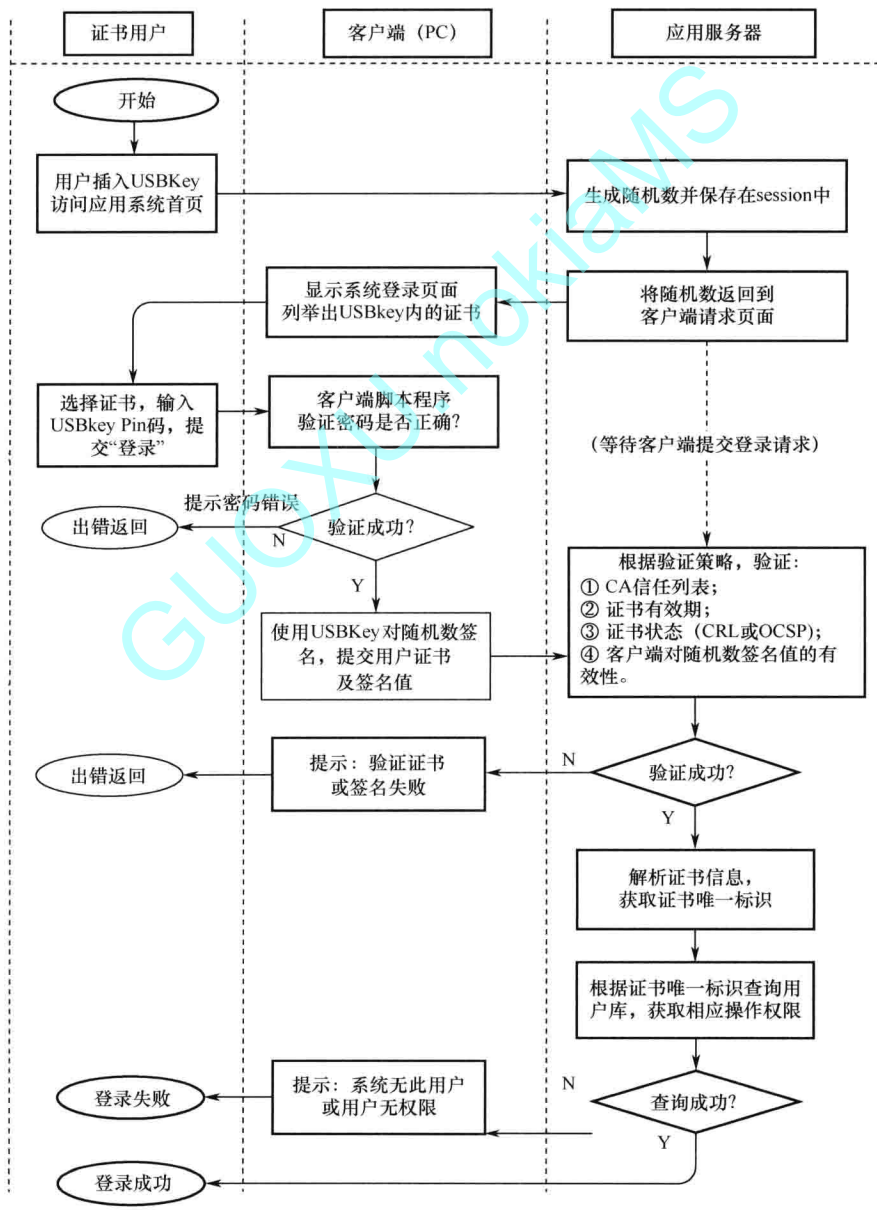 证书用户
客户端（PC）
应用服务器
开始
用户插入USBKey
访问应用系统首页
生成随机数并保存在session中
显示系统登录页面
列举出USBkey内的证书
将随机数返回到
客户端请求页面
选择证书，输入
USBkey Pin码，提
交“登录”
客户端脚本程序
验证密码是否正确？
（等待客户端提交登录请求）
提示密码错误
出错返回
N
验证成功？
Y
根据验证策略，验证：
① CA信任列表；
② 证书有效期；
③ 证书状态（CRL或OCSP）；
④ 客户端对随机数签名值的有
效性。
使用USBKey对随机数签
名，提交用户证书
及签名值
出错返回
提示：验证证书
或签名失败
N
验证成功？
Y
解析证书信息，
获取证书唯一标识
根据证书唯一标识查询用
户库，获取相应操作权限
登录失败
提示：系统无此用户
或用户无权限
N
查询成功？
Y
登录成功
GUOXU.nokiaMS